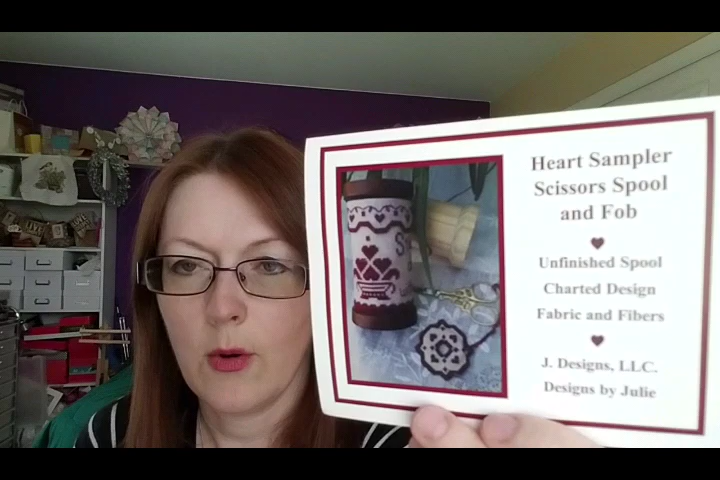 Heart Sampler
Scissors Spool
and Fob
Unfinished Spool
Charted Design
Fabric and Fibers
J. Designs, LLC.
Designs by Julie